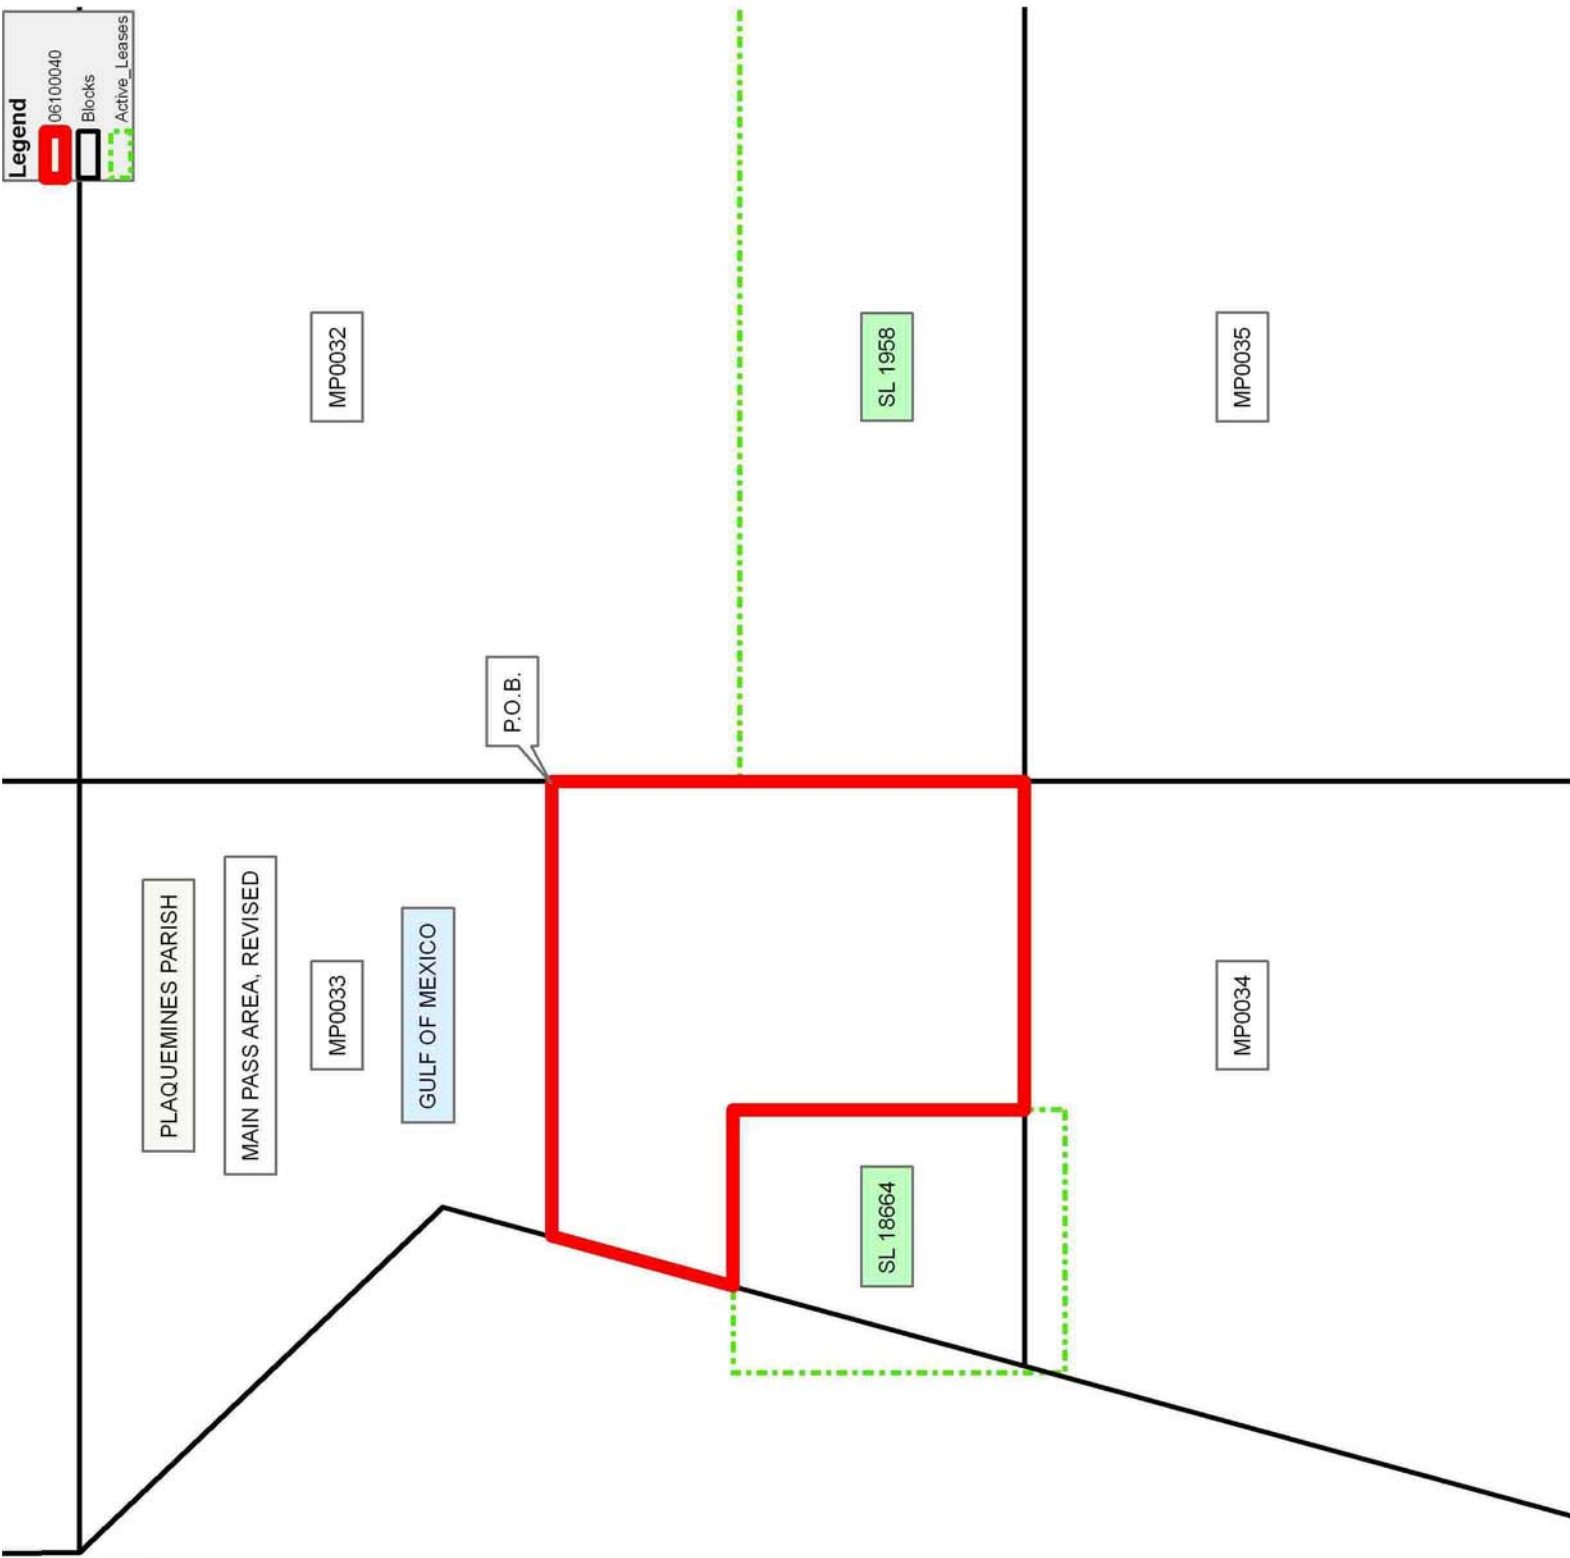 Legend
06100040
Blocks
Active_Leases
PLAQUEMINES PARISH
MAIN PASS AREA, REVISED
MP0033
MP0032
GULF OF MEXICO
P.O.B.
SL 18664
SL 1958
MP0034
MP0035